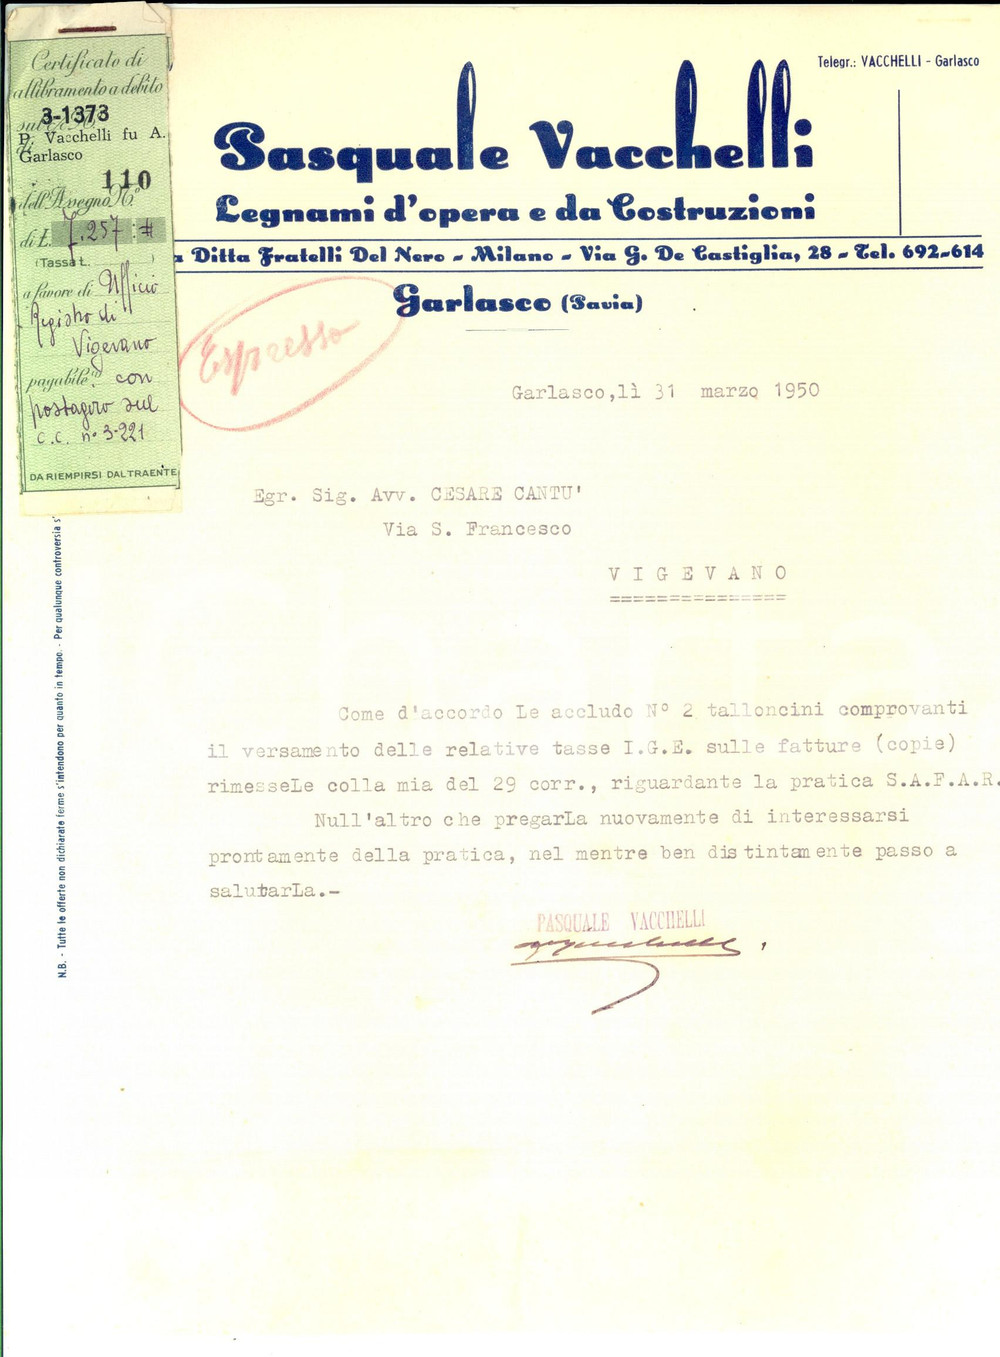 Certificato di
allibramento a debito
3-1373
sul c/c N.
P. Vacchelli fu A.
Garlasco
110
dell'Assegno N.°
di £. 7.257 #
(Tassa t. )
a favore di Ufficio
Registro di
Vigevano
payabile: con
postagiro sul
c.c. n° 3-221
DA RIEMPIRSI DAL TRAENTE
Telegr.: VACCHELLI - Garlasco
Pasquale Vacchelli
Legnami d'opera e da Costruzioni
a Ditta Fratelli Del Nero - Milano - Via G. De Castiglia, 28 - Tel. 692-614
Garlasco (Pavia)
Espresso
Garlasco,lì 31 marzo 1950
Egr. Sig. Avv. CESARE CANTU'
Via S. Francesco
V I G E V A N O
===============
Come d'accordo Le accludo N° 2 talloncini comprovanti
il versamento delle relative tasse I.G.E. sulle fatture (copie)
rimesseLe colla mia del 29 corr., riguardante la pratica S.A.F.A.R.
Null'altro che pregarLa nuovamente di interessarsi
prontamente della pratica, nel mentre ben distintamente passo a
salutarLa.-
PASQUALE VACCHELLI
N.B. - Tutte le offerte non dichiarate ferme s'intendono per quanto in tempo. - Per qualunque controversia s'